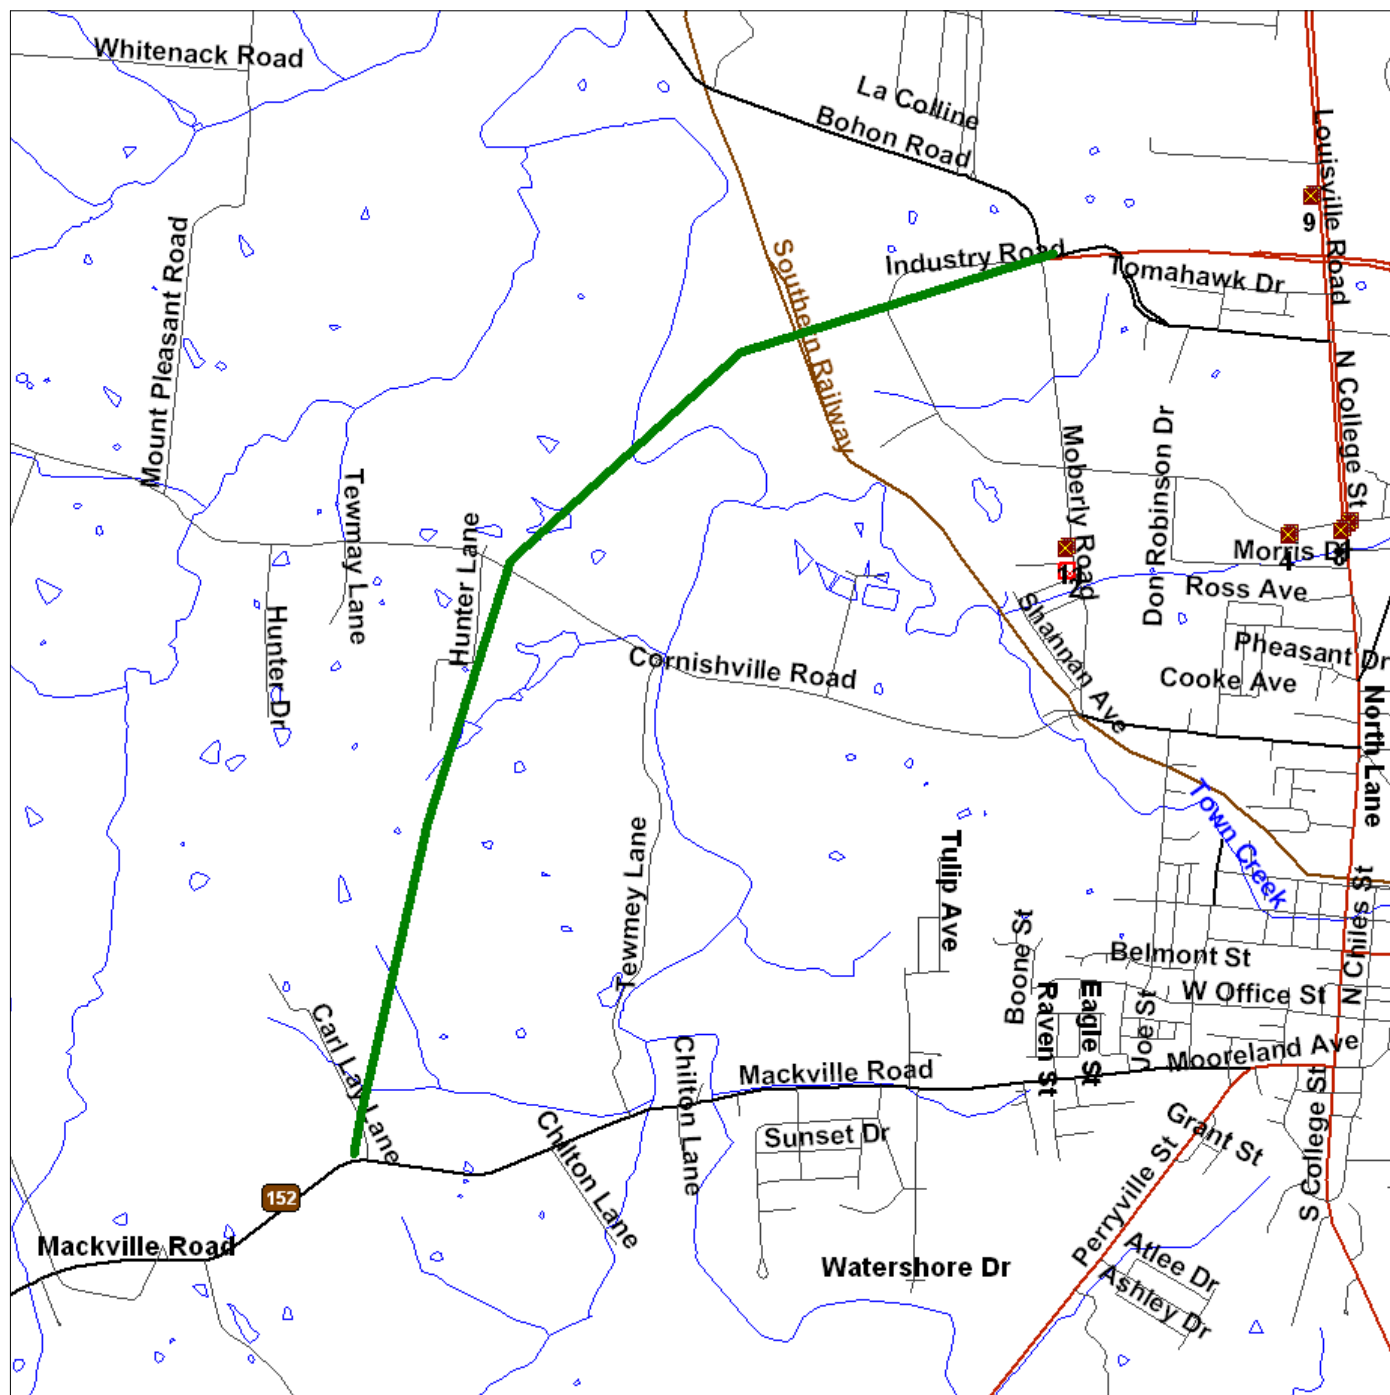 Whitenack Road
La Colline
Bohon Road
Louisville Road
9
Mount Pleasant Road
Southern Railway
Industry Road
Tomahawk Dr
N College St
Moberly Road
Don Robinson Dr
Tewmay Lane
Hunter Lane
Morris D
4
Ross Ave
Hunter Dr
Shannan Ave
Pheasant Dr
Cornishville Road
Cooke Ave
North Lane
Town Creek
Tewmey Lane
Tulip Ave
N Chiles St
Boone St
Belmont St
W Office St
Raven St
Eagle St
Joe St
Carl Lay Lane
Chilton Lane
Mackville Road
Mooreland Ave
Chilton Lane
Sunset Dr
Grant St
S College St
Perryville St
152
Mackville Road
Watershore Dr
Atlee Dr
Ashley Dr